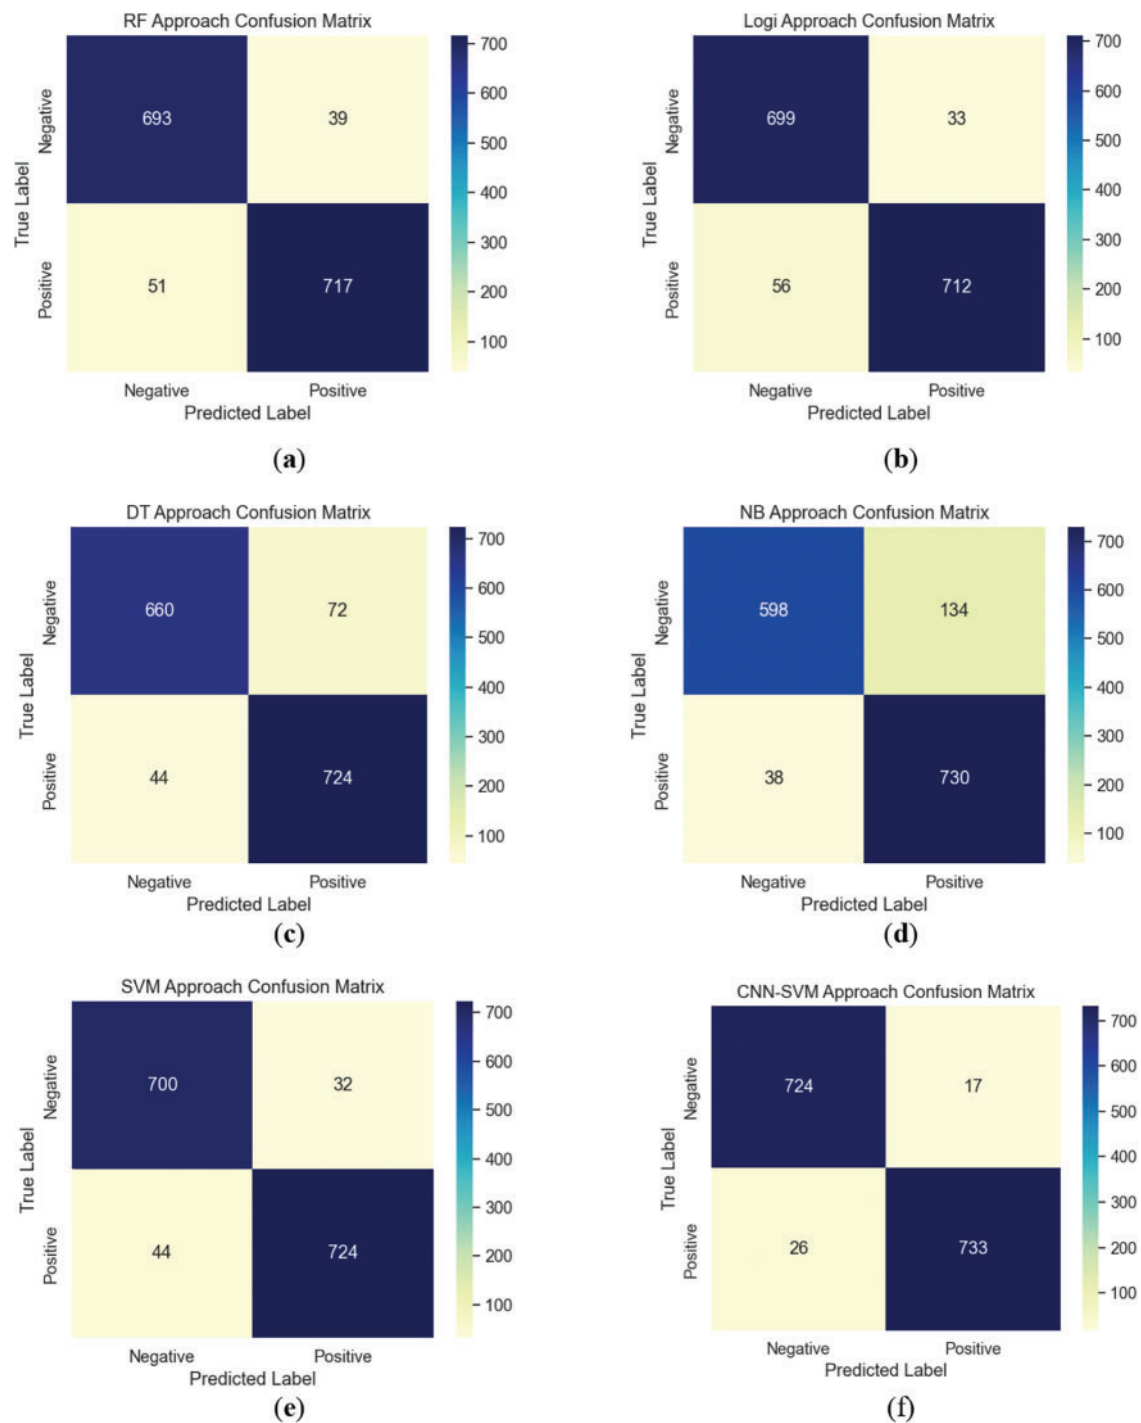 RF Approach Confusion Matrix
True Label
Negative
Positive
693 39
51 717
700
600
500
400
300
200
100
Negative Positive
Predicted Label
(a)
Logi Approach Confusion Matrix
True Label
Negative
Positive
699 33
56 712
700
600
500
400
300
200
100
Negative Positive
Predicted Label
(b)
DT Approach Confusion Matrix
True Label
Negative
Positive
660 72
44 724
700
600
500
400
300
200
100
Negative Positive
Predicted Label
(c)
NB Approach Confusion Matrix
True Label
Negative
Positive
598 134
38 730
700
600
500
400
300
200
100
Negative Positive
Predicted Label
(d)
SVM Approach Confusion Matrix
True Label
Negative
Positive
700 32
44 724
700
600
500
400
300
200
100
Negative Positive
Predicted Label
(e)
CNN-SVM Approach Confusion Matrix
True Label
Negative
Positive
724 17
26 733
700
600
500
400
300
200
100
Negative Positive
Predicted Label
(f)